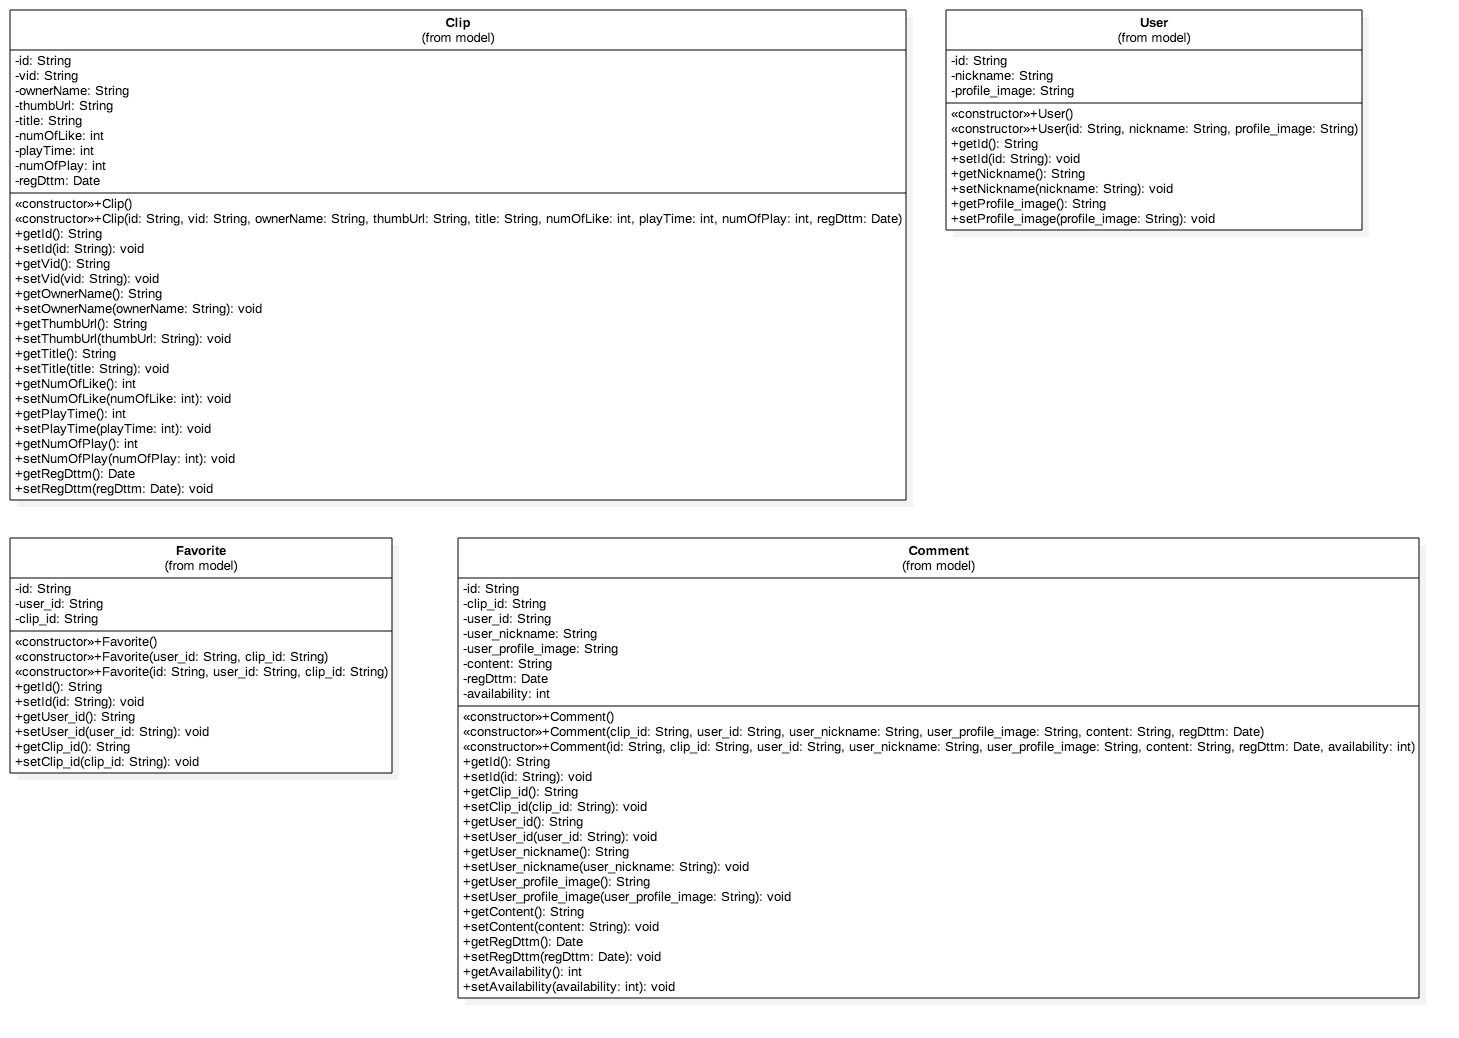 Clip
(from model)
-id: String
-vid: String
-ownerName: String
-thumbUrl: String
-title: String
-numOfLike: int
-playTime: int
-numOfPlay: int
-regDttm: Date
«constructor»+Clip()
«constructor»+Clip(id: String, vid: String, ownerName: String, thumbUrl: String, title: String, numOfLike: int, playTime: int, numOfPlay: int, regDttm: Date)
+getId(): String
+setId(id: String): void
+getVid(): String
+setVid(vid: String): void
+getOwnerName(): String
+setOwnerName(ownerName: String): void
+getThumbUrl(): String
+setThumbUrl(thumbUrl: String): void
+getTitle(): String
+setTitle(title: String): void
+getNumOfLike(): int
+setNumOfLike(numOfLike: int): void
+getPlayTime(): int
+setPlayTime(playTime: int): void
+getNumOfPlay(): int
+setNumOfPlay(numOfPlay: int): void
+getRegDttm(): Date
+setRegDttm(regDttm: Date): void
User
(from model)
-id: String
-nickname: String
-profile_image: String
«constructor»+User()
«constructor»+User(id: String, nickname: String, profile_image: String)
+getId(): String
+setId(id: String): void
+getNickname(): String
+setNickname(nickname: String): void
+getProfile_image(): String
+setProfile_image(profile_image: String): void
Favorite
(from model)
-id: String
-user_id: String
-clip_id: String
«constructor»+Favorite()
«constructor»+Favorite(user_id: String, clip_id: String)
«constructor»+Favorite(id: String, user_id: String, clip_id: String)
+getId(): String
+setId(id: String): void
+getUser_id(): String
+setUser_id(user_id: String): void
+getClip_id(): String
+setClip_id(clip_id: String): void
Comment
(from model)
-id: String
-clip_id: String
-user_id: String
-user_nickname: String
-user_profile_image: String
-content: String
-regDttm: Date
-availability: int
«constructor»+Comment()
«constructor»+Comment(clip_id: String, user_id: String, user_nickname: String, user_profile_image: String, content: String, regDttm: Date)
«constructor»+Comment(id: String, clip_id: String, user_id: String, user_nickname: String, user_profile_image: String, content: String, regDttm: Date, availability: int)
+getId(): String
+setId(id: String): void
+getClip_id(): String
+setClip_id(clip_id: String): void
+getUser_id(): String
+setUser_id(user_id: String): void
+getUser_nickname(): String
+setUser_nickname(user_nickname: String): void
+getUser_profile_image(): String
+setUser_profile_image(user_profile_image: String): void
+getContent(): String
+setContent(content: String): void
+getRegDttm(): Date
+setRegDttm(regDttm: Date): void
+getAvailability(): int
+setAvailability(availability: int): void